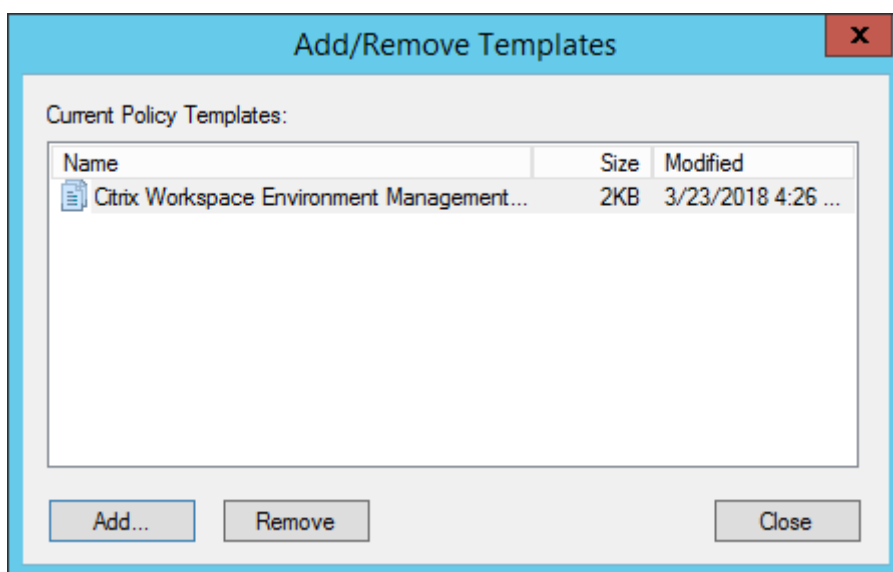 Add/Remove Templates
x
Current Policy Templates:
Name Size Modified
Citrix Workspace Environment Management... 2KB 3/23/2018 4:26 ...
Add... Remove Close